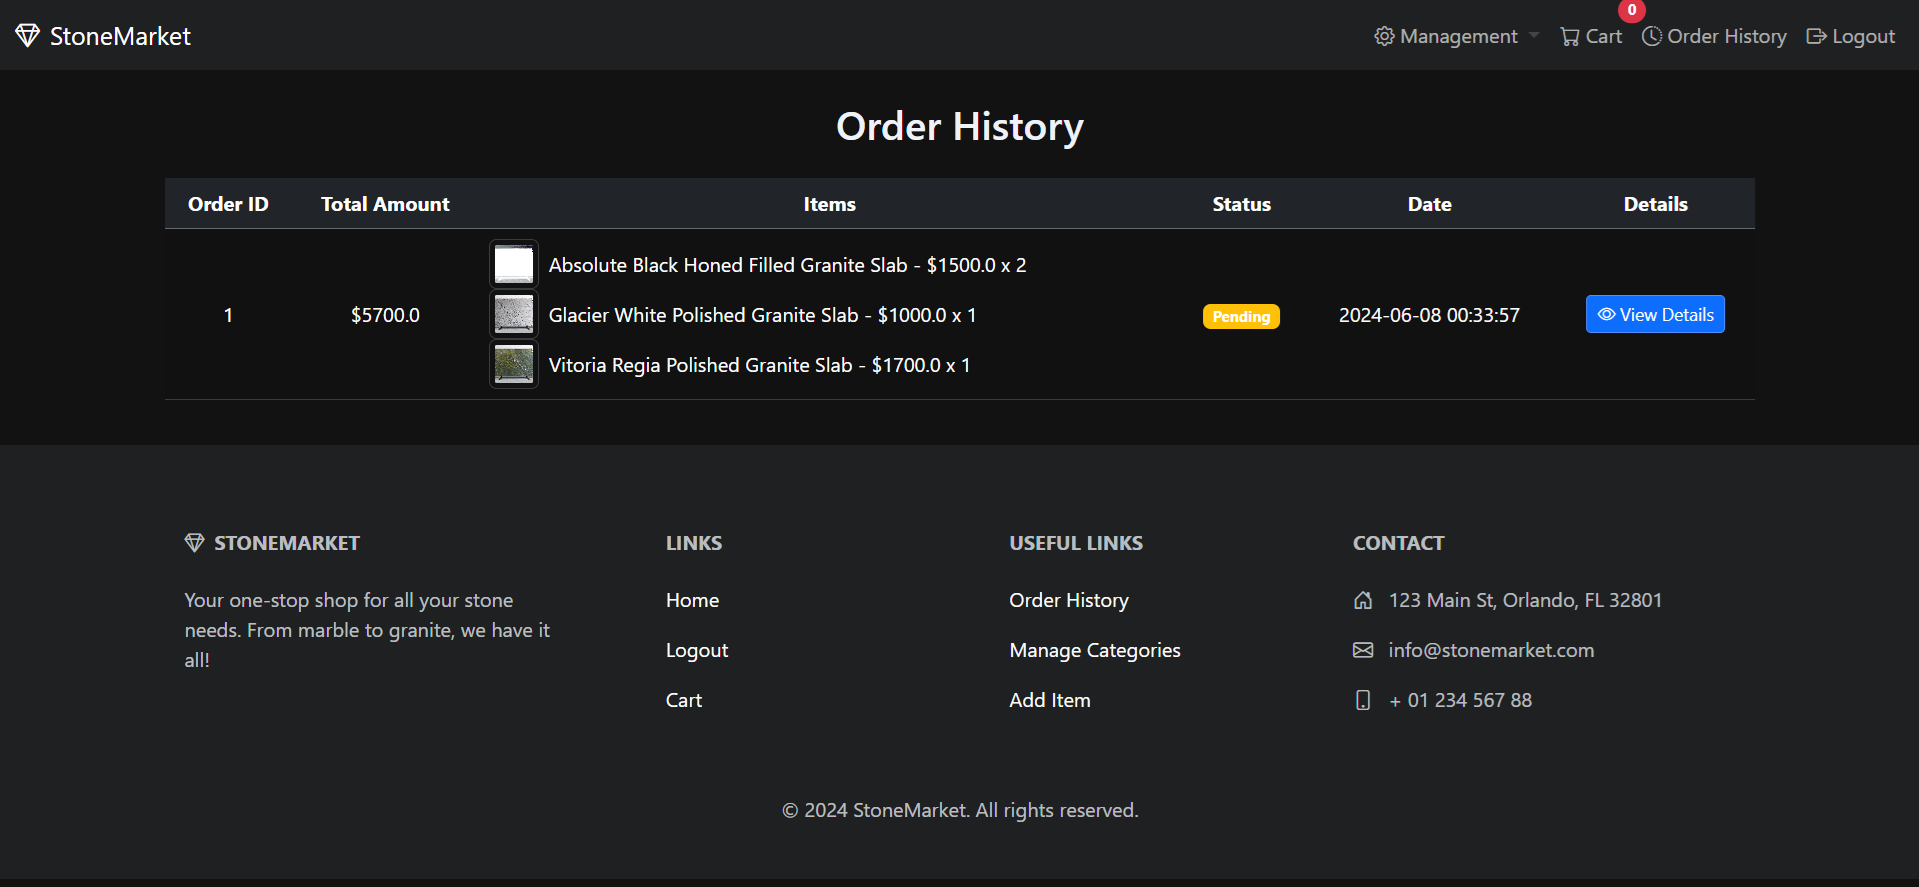 StoneMarket
Management
0
Cart
Order History
Logout
Order History
Order ID Total Amount Items Status Date Details
1 $5700.0
Absolute Black Honed Filled Granite Slab - $1500.0 x 2
Glacier White Polished Granite Slab - $1000.0 x 1
Vitoria Regia Polished Granite Slab - $1700.0 x 1
Pending 2024-06-08 00:33:57 View Details
STONEMARKET
Your one-stop shop for all your stone
needs. From marble to granite, we have it
all!
LINKS
Home
Logout
Cart
USEFUL LINKS
Order History
Manage Categories
Add Item
CONTACT
123 Main St, Orlando, FL 32801
info@stonemarket.com
+ 01 234 567 88
© 2024 StoneMarket. All rights reserved.